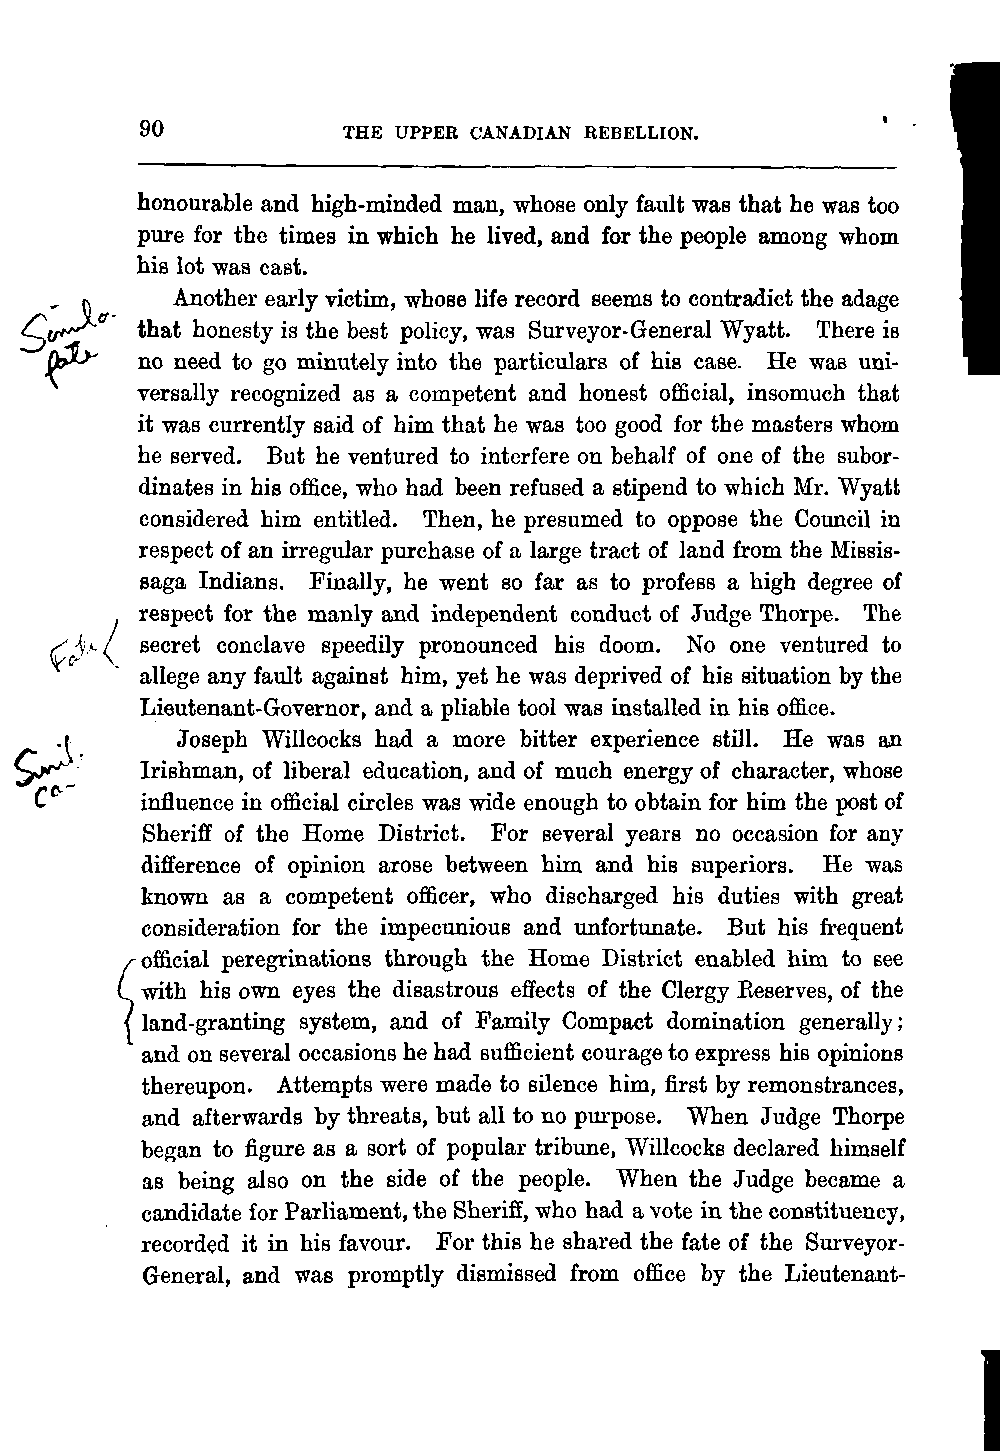 90 THE UPPER CANADIAN REBELLION.
honourable and high-minded man, whose only fault was that he was too
pure for the times in which he lived, and for the people among whom
his lot was cast.
Another early victim, whose life record seems to contradict the adage
that honesty is the best policy, was Surveyor-General Wyatt. There is
fate
no need to go minutely into the particulars of his case. He was uni-
versally recognized as a competent and honest official, insomuch that
it was currently said of him that he was too good for the masters whom
he served. But he ventured to interfere on behalf of one of the subor-
dinates in his office, who had been refused a stipend to which Mr. Wyatt
considered him entitled. Then, he presumed to oppose the Council in
respect of an irregular purchase of a large tract of land from the Missis-
saga Indians. Finally, he went so far as to profess a high degree of
respect for the manly and independent conduct of Judge Thorpe. The
Fate
secret conclave speedily pronounced his doom. No one ventured to
allege any fault against him, yet he was deprived of his situation by the
Lieutenant-Governor, and a pliable tool was installed in his office.
Joseph Willcocks had a more bitter experience still. He was an
Irishman, of liberal education, and of much energy of character, whose
influence in official circles was wide enough to obtain for him the post of
Sheriff of the Home District. For several years no occasion for any
difference of opinion arose between him and his superiors. He was
known as a competent officer, who discharged his duties with great
consideration for the impecunious and unfortunate. But his frequent
official peregrinations through the Home District enabled him to see
with his own eyes the disastrous effects of the Clergy Reserves, of the
land-granting system, and of Family Compact domination generally;
and on several occasions he had sufficient courage to express his opinions
thereupon. Attempts were made to silence him, first by remonstrances,
and afterwards by threats, but all to no purpose. When Judge Thorpe
began to figure as a sort of popular tribune, Willcocks declared himself
as being also on the side of the people. When the Judge became a
candidate for Parliament, the Sheriff, who had a vote in the constituency,
recorded it in his favour. For this he shared the fate of the Surveyor-
General, and was promptly dismissed from office by the Lieutenant-